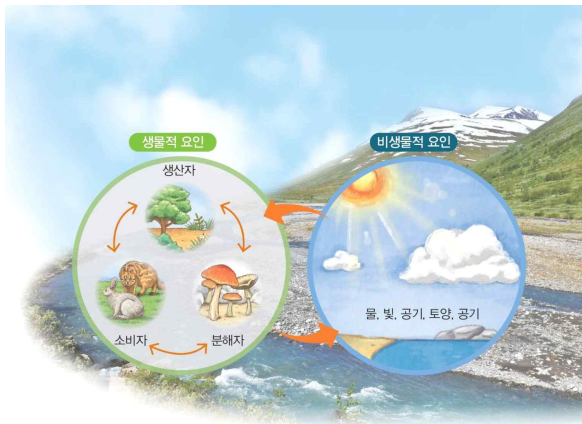 생물적 요인
비생물적 요인
생산자
물, 빛, 공기, 토양, 공기
소비자
분해자